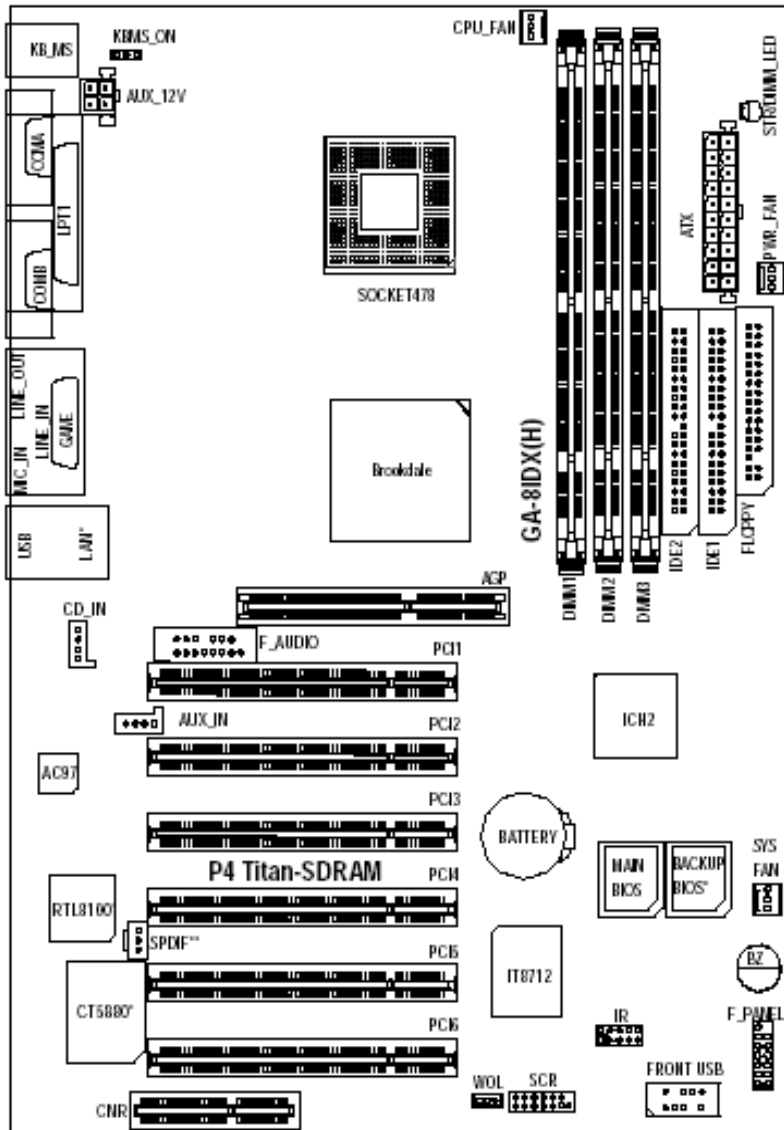 CPU_FAN
KBMS_ON
KB_MS
STR/DIMM_LED
AUX_12V
COMA
LPT1
ATX
PWR_FAN
COMB
SOCKET478
LINE_OUT
MIC_IN
LINE_IN
GAME
Brookdale
GA-8IDX(H)
USB
LAN*
IDE2
IDE1
FLOPPY
DIMM1
DIMM2
DIMM3
AGP
CD_IN
F_AUDIO
PCI1
AUX_IN
PCI2
ICH2
AC97
PCI3
BATTERY
P4 Titan-SDRAM
PCI4
MAIN
BIOS
BACKUP
BIOS*
SYS
FAN
RTL8100*
SPDIF**
PCI5
IT8712
BZ
CT5880*
IR
F_PANEL
PCI6
FRONT USB
WOL
SCR
CNR